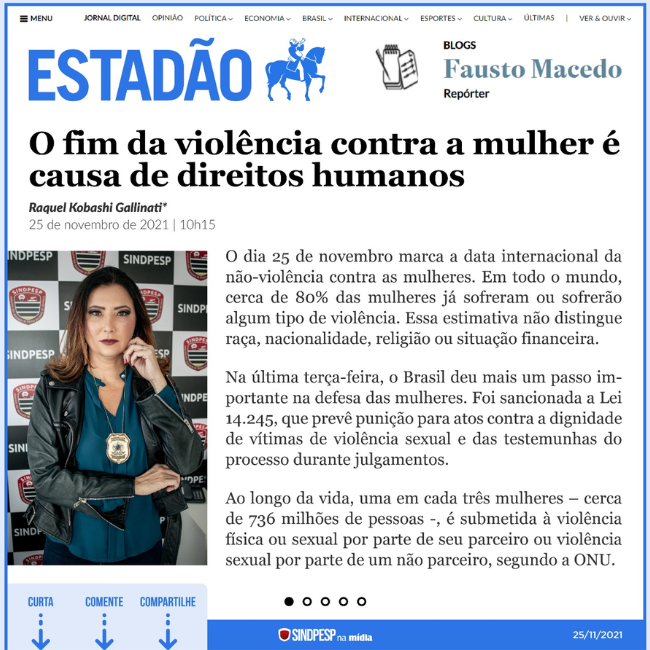 MENU JORNAL DIGITAL OPINIÃO POLÍTICA ECONOMIA BRASIL INTERNACIONAL ESPORTES CULTURA ÚLTIMAS | VER & OUVIR
ESTADÃO
BLOGS
Fausto Macedo
Repórter
O fim da violência contra a mulher é
causa de direitos humanos
Raquel Kobashi Gallinati*
25 de novembro de 2021 | 10h15
SINDPESP
SINDPESP
SINDPESP
SINDPESP
O dia 25 de novembro marca a data internacional da
não-violência contra as mulheres. Em todo o mundo,
cerca de 80% das mulheres já sofreram ou sofrerão
algum tipo de violência. Essa estimativa não distingue
raça, nacionalidade, religião ou situação financeira.
Na última terça-feira, o Brasil deu mais um passo im-
portante na defesa das mulheres. Foi sancionada a Lei
14.245, que prevê punição para atos contra a dignidade
de vítimas de violência sexual e das testemunhas do
processo durante julgamentos.
Ao longo da vida, uma em cada três mulheres – cerca
de 736 milhões de pessoas -, é submetida à violência
física ou sexual por parte de seu parceiro ou violência
sexual por parte de um não parceiro, segundo a ONU.
CURTA COMENTE COMPARTILHE
SINDPESP na mídia
25/11/2021